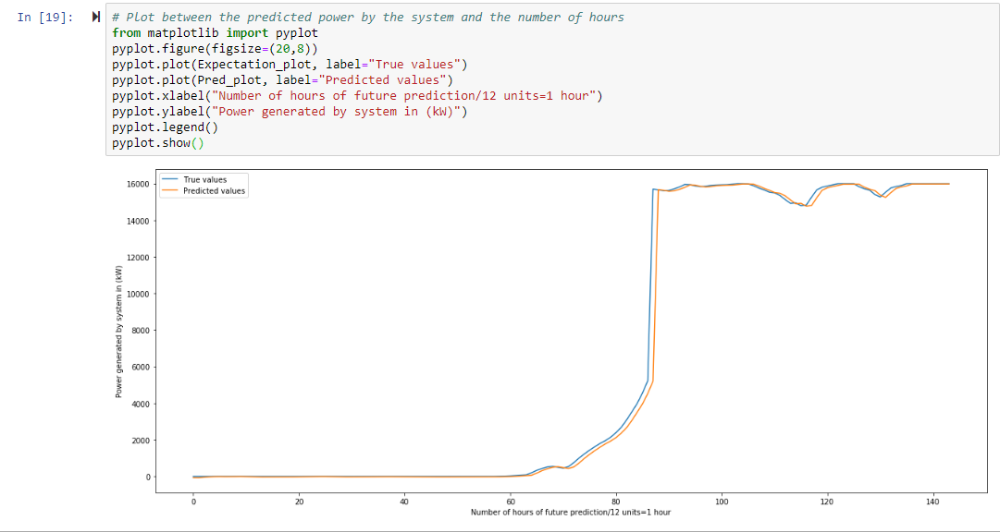 In [19]:
# Plot between the predicted power by the system and the number of hours
from matplotlib import pyplot
pyplot.figure(figsize=(20,8))
pyplot.plot(Expectation_plot, label="True values")
pyplot.plot(Pred_plot, label="Predicted values")
pyplot.xlabel("Number of hours of future prediction/12 units=1 hour")
pyplot.ylabel("Power generated by system in (kW)")
pyplot.legend()
pyplot.show()
True values
Predicted values
16000
14000
12000
10000
8000
6000
4000
2000
0
Power generated by system in (kW)
0 20 40 60 80 100 120 140
Number of hours of future prediction/12 units=1 hour